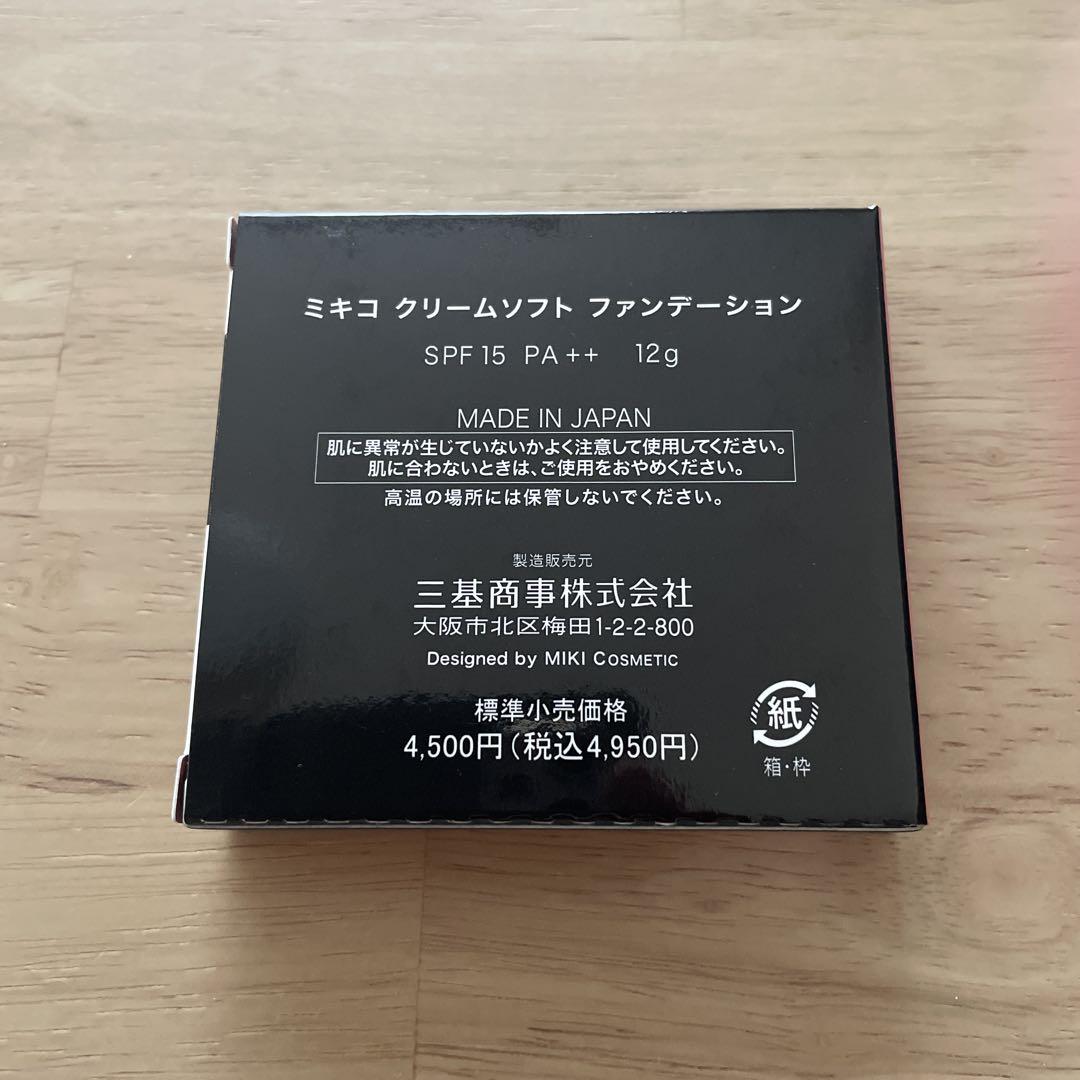 ミキコ クリームソフト ファンデーション
SPF 15 PA ++ 12g
MADE IN JAPAN
肌に異常が生じていないかよく注意して使用してください。
肌に合わないときは、ご使用をおやめください。
高温の場所には保管しないでください。
製造販売元
三基商事株式会社
大阪市北区梅田1-2-2-800
Designed by MIKI COSMETIC
標準小売価格
4,500円(税込4,950円)
紙
箱・枠